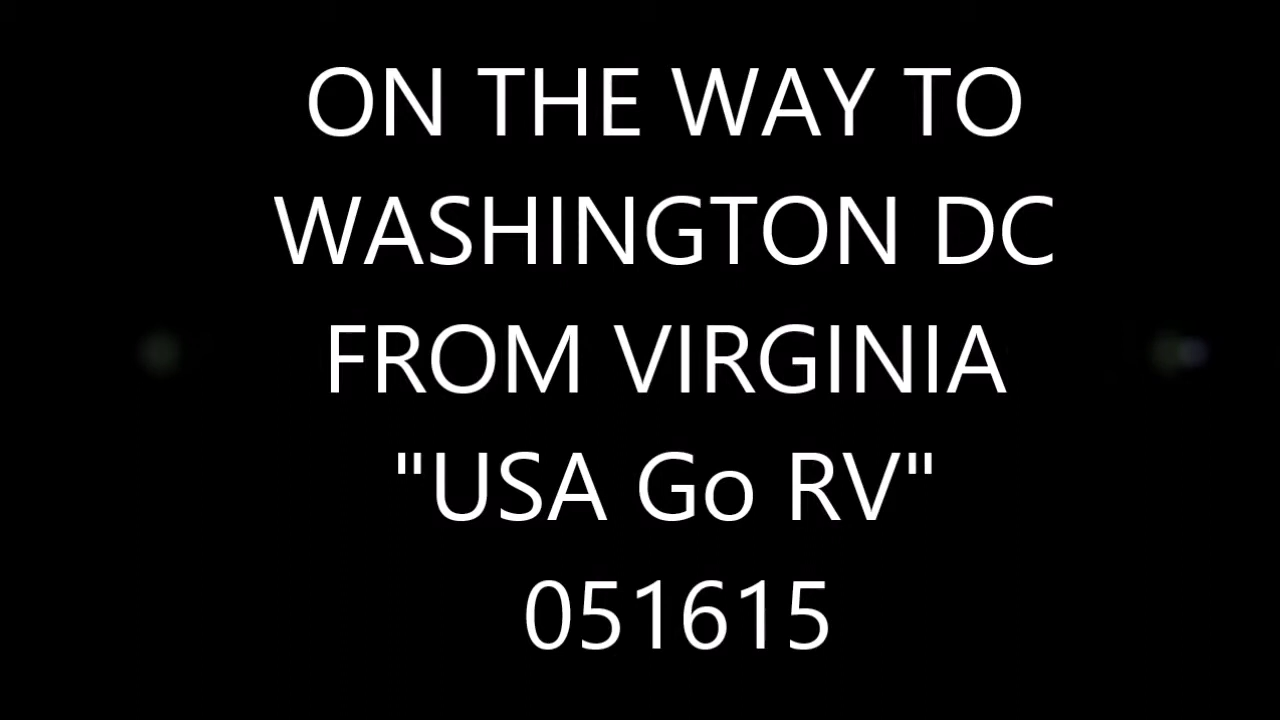 ON THE WAY TO
WASHINGTON DC
FROM VIRGINIA
"USA Go RV"
051615